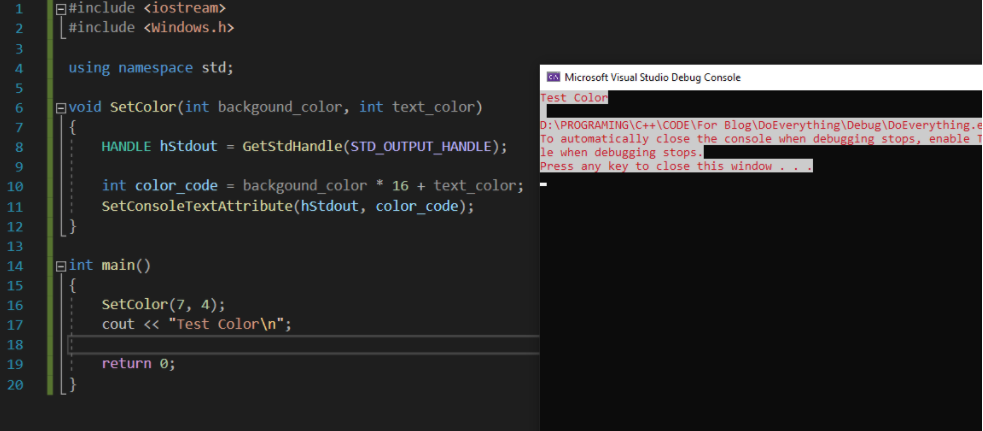 1 #include <iostream>
2 #include <Windows.h>
3
4 using namespace std;
5
6 void SetColor(int backgound_color, int text_color)
7 {
8 HANDLE hStdout = GetStdHandle(STD_OUTPUT_HANDLE);
9
10 int color_code = backgound_color * 16 + text_color;
11 SetConsoleTextAttribute(hStdout, color_code);
12 }
13
14 int main()
15 {
16 SetColor(7, 4);
17 cout << "Test Color\n";
18
19 return 0;
20 }
Microsoft Visual Studio Debug Console
Test Color
D:\PROGRAMING\C++\CODE\For Blog\DoEverything\Debug\DoEverything.e
To automatically close the console when debugging stops, enable T
le when debugging stops.
Press any key to close this window . . .